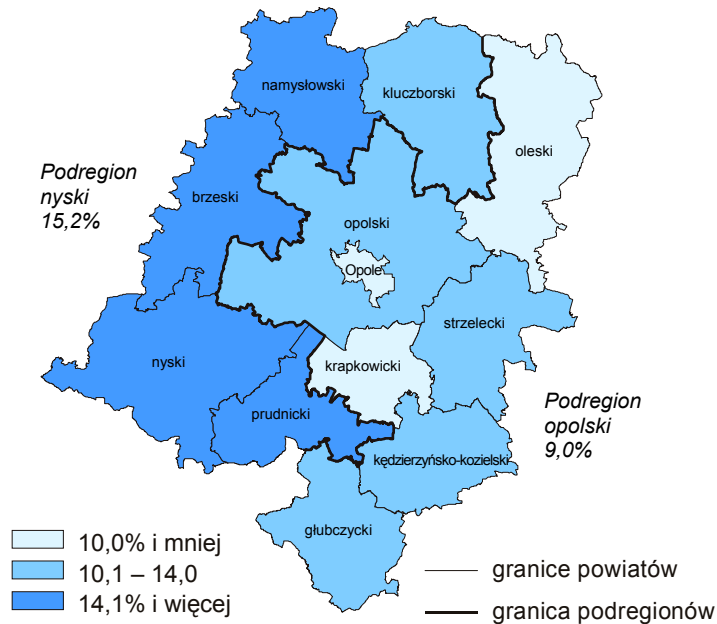 namysłowski
kluczborski
oleski
Podregion
nyski
15,2%
brzeski
opolski
Opole
strzelecki
nyski
krapkowicki
prudnicki
Podregion
opolski
9,0%
kędzierzyńsko-kozielski
głubczycki
10,0% i mniej
10,1 – 14,0
14,1% i więcej
granice powiatów
granica podregionów